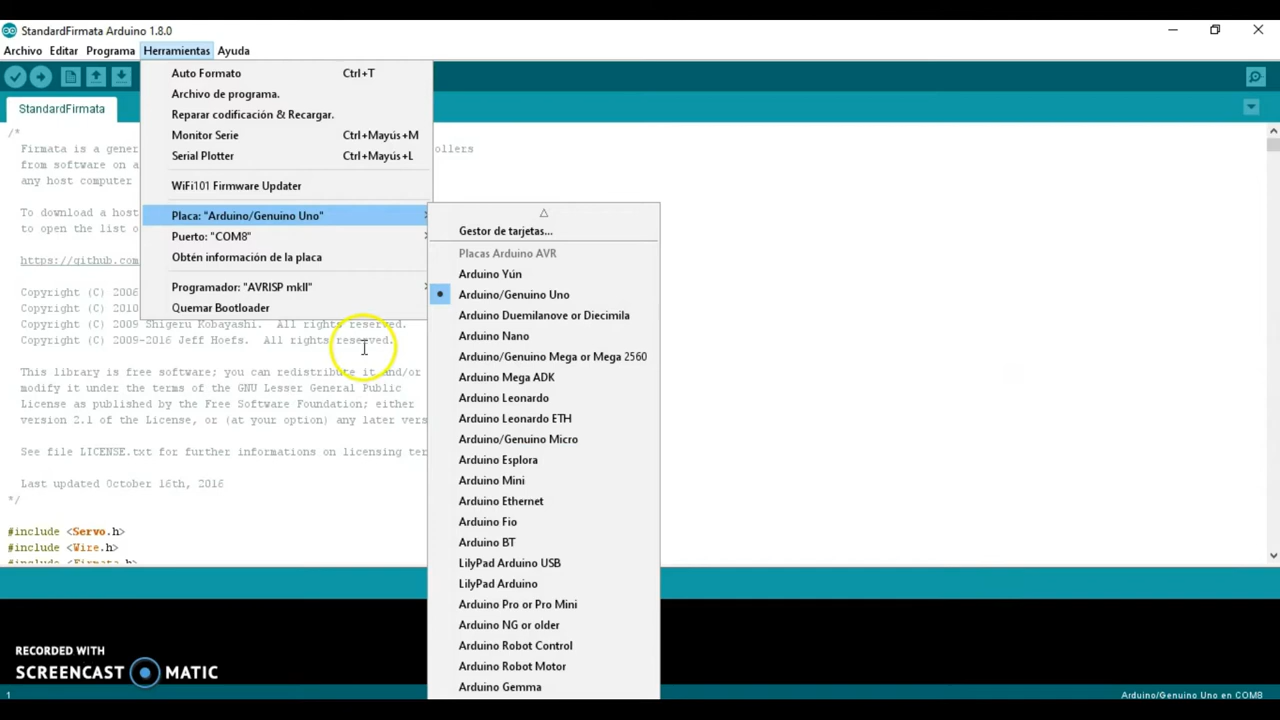 StandardFirmata Arduino 1.8.0
Archivo Editar Programa Herramientas Ayuda
StandardFirmata
Auto Formato Ctrl+T
Archivo de programa.
Reparar codificación & Recargar.
Monitor Serie Ctrl+Mayús+M
Serial Plotter Ctrl+Mayús+L
WiFi101 Firmware Updater
Placa: "Arduino/Genuino Uno"
Puerto: "COM8"
Obtén información de la placa
Programador: "AVRISP mkII"
Quemar Bootloader
Gestor de tarjetas...
Placas Arduino AVR
Arduino Yún
Arduino/Genuino Uno
Arduino Duemilanove or Diecimila
Arduino Nano
Arduino/Genuino Mega or Mega 2560
Arduino Mega ADK
Arduino Leonardo
Arduino Leonardo ETH
Arduino/Genuino Micro
Arduino Esplora
Arduino Mini
Arduino Ethernet
Arduino Fio
Arduino BT
LilyPad Arduino USB
LilyPad Arduino
Arduino Pro or Pro Mini
Arduino NG or older
Arduino Robot Control
Arduino Robot Motor
Arduino Gemma
/*
Firmata is a gener ollers
from software on a
any host computer
To download a host
to open the list o
https://github.com
Copyright (C) 2006
Copyright (C) 2010
Copyright (C) 2009 Shigeru Kobayashi. All rights reserved.
Copyright (C) 2009-2016 Jeff Hoefs. All rights reserved.
This library is free software; you can redistribute it and/or
modify it under the terms of the GNU Lesser General Public
License as published by the Free Software Foundation; either
version 2.1 of the License, or (at your option) any later vers
See file LICENSE.txt for further informations on licensing ter
Last updated October 16th, 2016
*/
#include <Servo.h>
#include <Wire.h>
#include <Firmata.h>
RECORDED WITH
SCREENCAST MATIC
1
Arduino/Genuino Uno en COM8